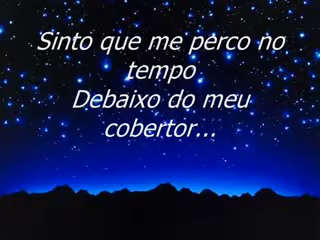 Sinto que me perco no
tempo
Debaixo do meu
cobertor...